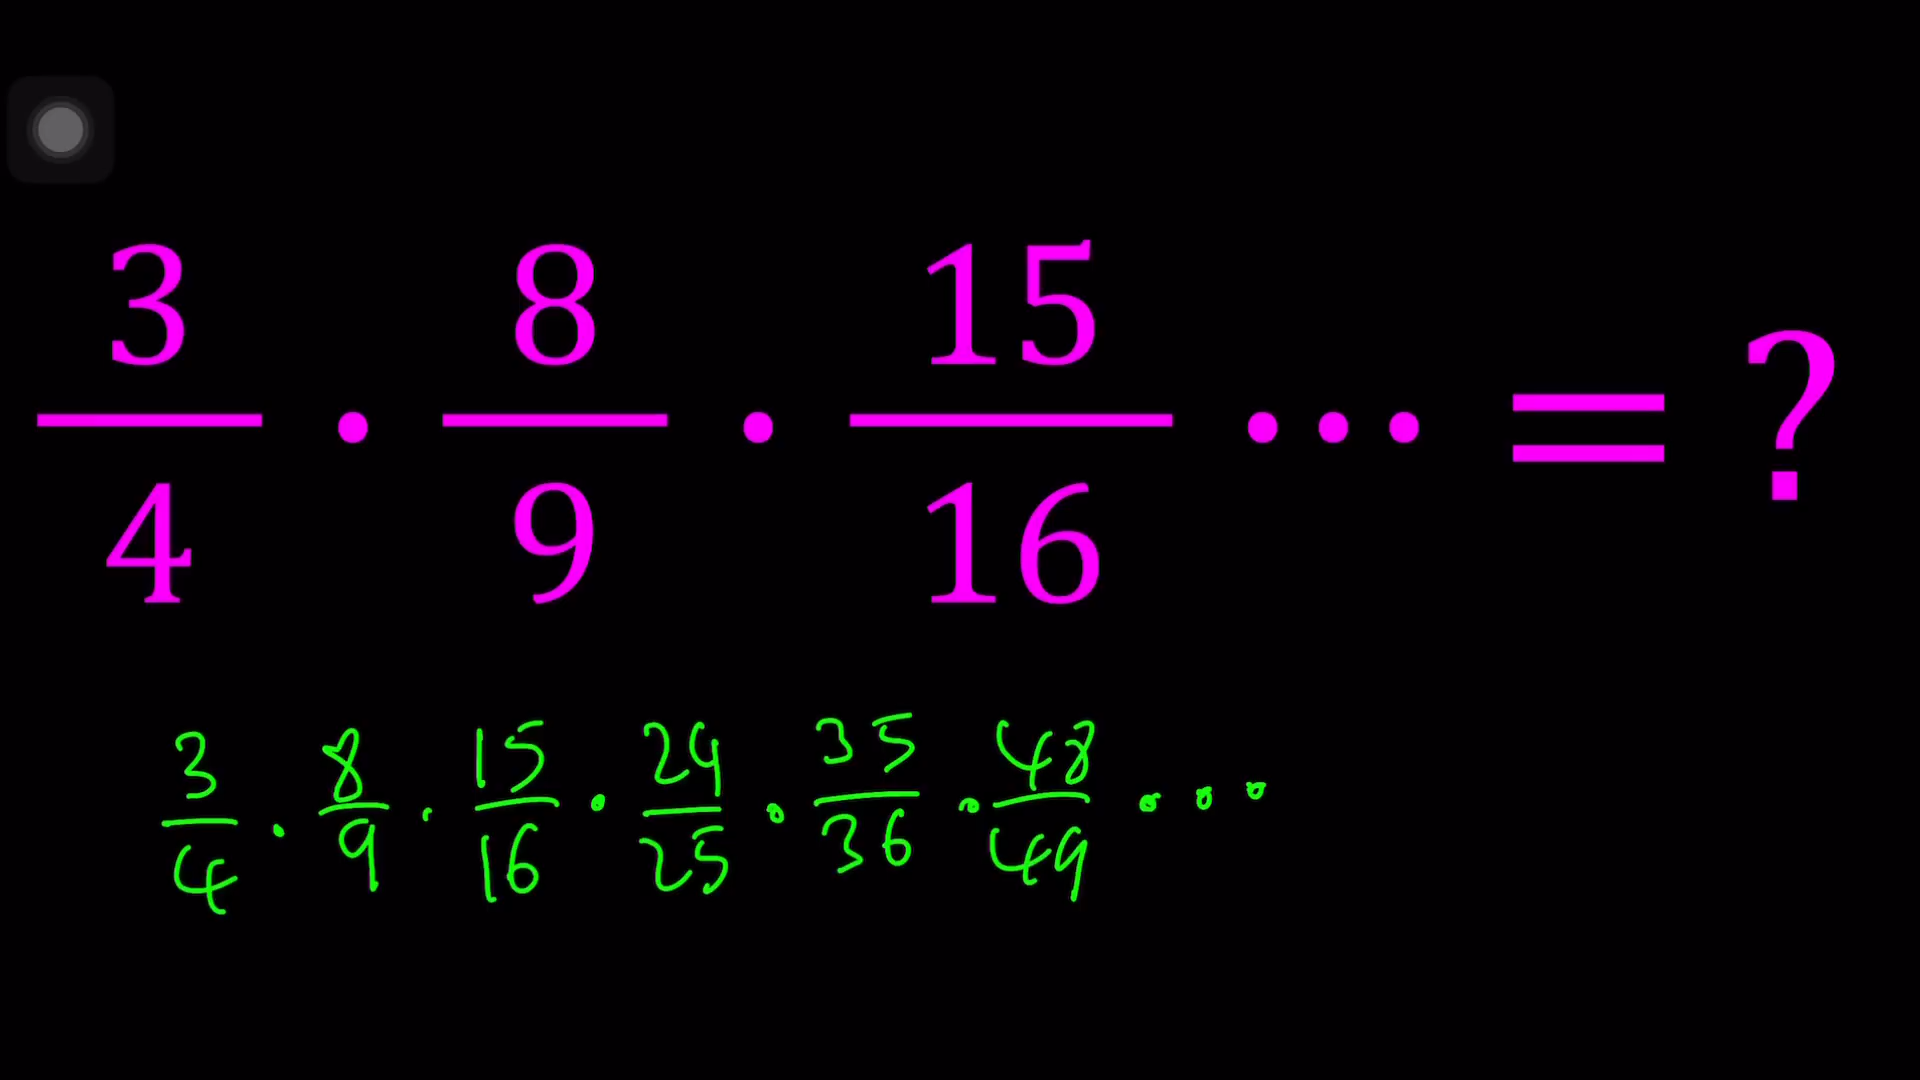 3/4 · 8/9 · 15/16 ··· = ?
3/4 · 8/9 · 15/16 · 24/25 · 35/36 · 48/49 · · ·